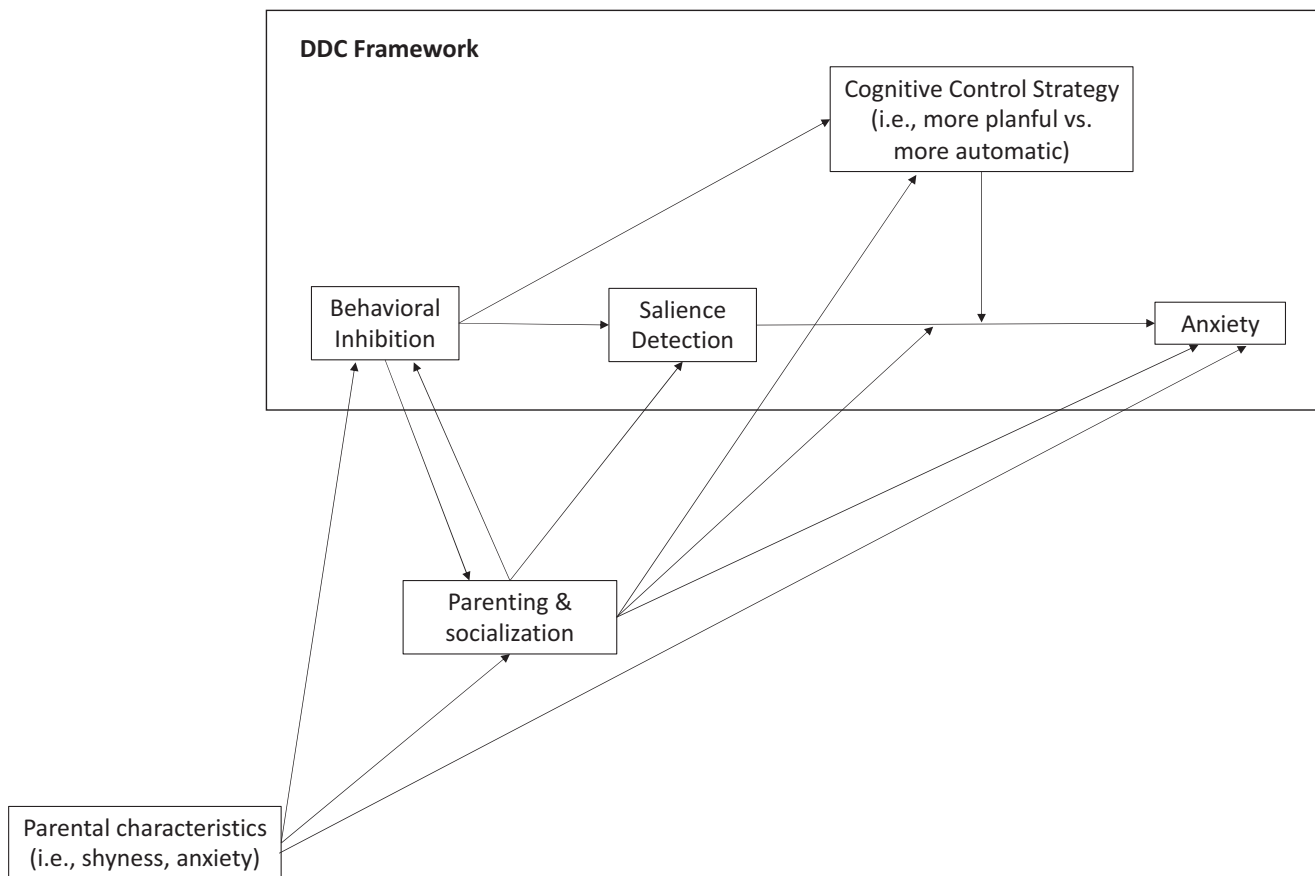 DDC Framework
Cognitive Control Strategy
(i.e., more planful vs.
more automatic)
Behavioral
Inhibition
Salience
Detection
Anxiety
Parenting &
socialization
Parental characteristics
(i.e., shyness, anxiety)